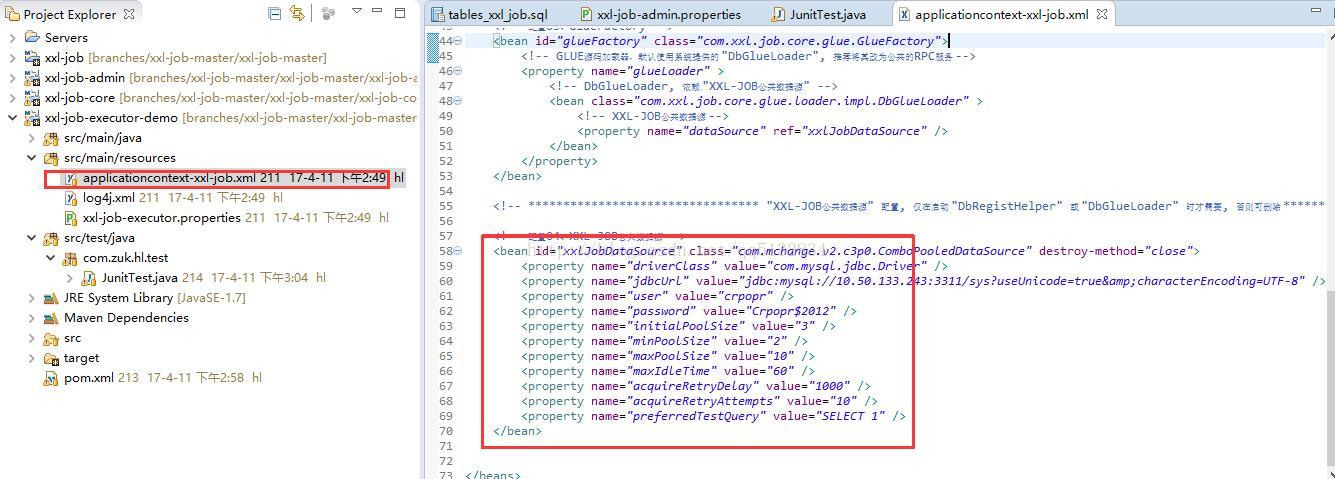 Project Explorer
Servers
xxl-job [branches/xxl-job-master/xxl-job-master]
xxl-job-admin [branches/xxl-job-master/xxl-job-master/xxl-job-a
xxl-job-core [branches/xxl-job-master/xxl-job-master/xxl-job-co
xxl-job-executor-demo [branches/xxl-job-master/xxl-job-master
src/main/java
src/main/resources
applicationcontext-xxl-job.xml 211 17-4-11 下午2:49 hl
log4j.xml 211 17-4-11 下午2:49 hl
xxl-job-executor.properties 211 17-4-11 下午2:49 hl
src/test/java
com.zuk.hl.test
JunitTest.java 214 17-4-11 下午3:04 hl
JRE System Library [JavaSE-1.7]
Maven Dependencies
src
target
pom.xml 213 17-4-11 下午2:58 hl
tables_xxl_job.sql
xxl-job-admin.properties
JunitTest.java
applicationcontext-xxl-job.xml
44 <bean id="glueFactory" class="com.xxl.job.core.glue.GlueFactory">
45 <!-- GLUE源码加载器，默认使用系统提供的 "DbGlueLoader", 推荐将其改为公共的RPC服务 -->
46 <property name="glueLoader" >
47 <!-- DbGlueLoader, 依赖 "XXL-JOB公共数据源" -->
48 <bean class="com.xxl.job.core.glue.loader.impl.DbGlueLoader" >
49 <!-- XXL-JOB公共数据源 -->
50 <property name="dataSource" ref="xxlJobDataSource" />
51 </bean>
52 </property>
53 </bean>
54
55 <!-- ********************************* "XXL-JOB公共数据源" 配置, 仅在启动 "DbRegistHelper" 或 "DbGlueLoader" 时才需要, 否则可删除 ******
56
57 <!-- 配置04、XXL-JOB公共数据源 -->
58 <bean id="xxlJobDataSource" class="com.mchange.v2.c3p0.ComboPooledDataSource" destroy-method="close">
59 <property name="driverClass" value="com.mysql.jdbc.Driver" />
60 <property name="jdbcUrl" value="jdbc:mysql://10.50.133.243:3311/sys?useUnicode=true&amp;characterEncoding=UTF-8" />
61 <property name="user" value="crpopr" />
62 <property name="password" value="Crpopr$2012" />
63 <property name="initialPoolSize" value="3" />
64 <property name="minPoolSize" value="2" />
65 <property name="maxPoolSize" value="10" />
66 <property name="maxIdleTime" value="60" />
67 <property name="acquireRetryDelay" value="1000" />
68 <property name="acquireRetryAttempts" value="10" />
69 <property name="preferredTestQuery" value="SELECT 1" />
70 </bean>
71
72
73 </beans>